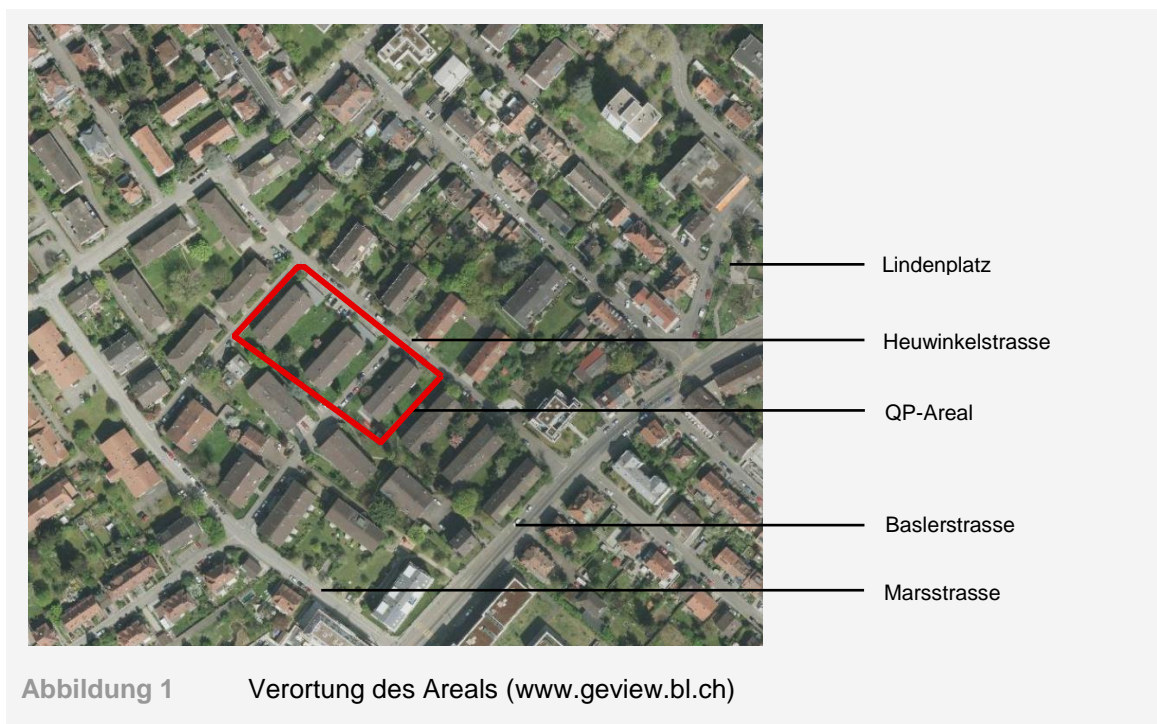 Lindenplatz
Heuwinkelstrasse
QP-Areal
Baslerstrasse
Marsstrasse
Abbildung 1 Verortung des Areals (www.geview.bl.ch)